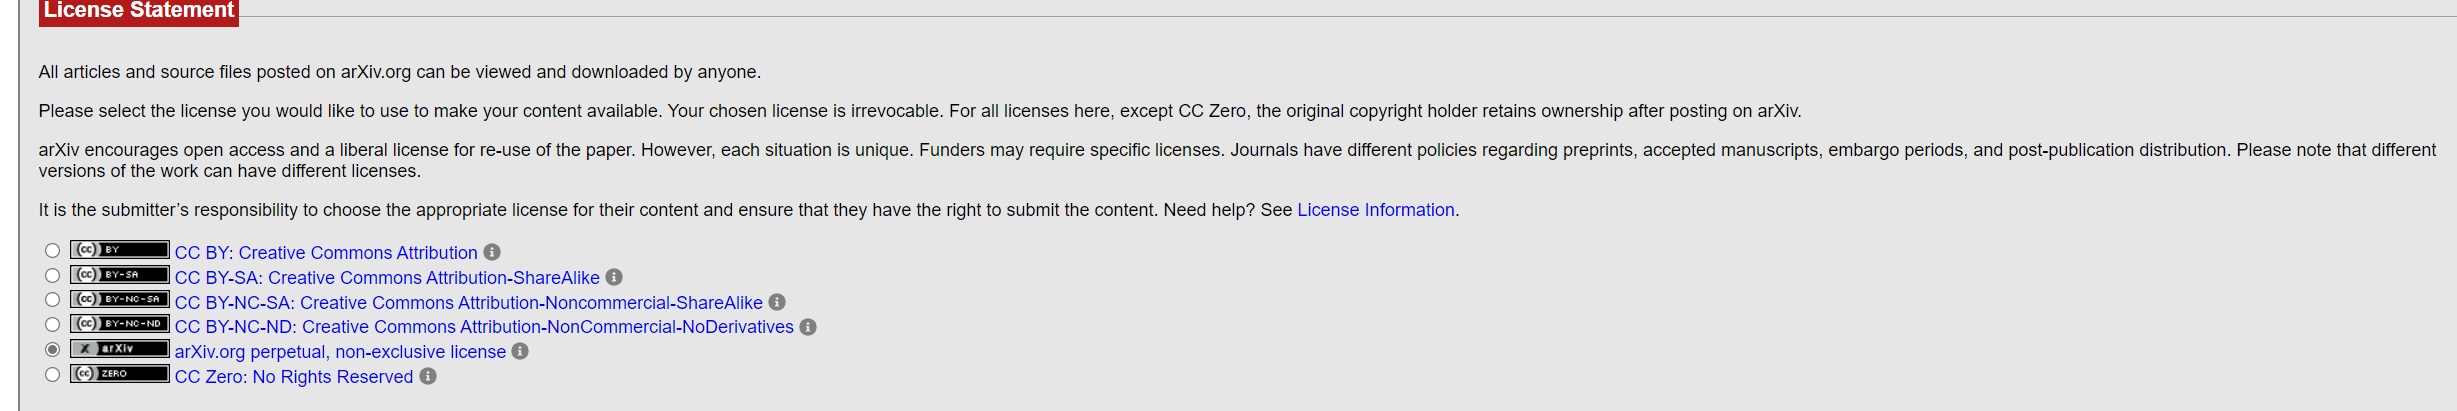 License Statement
All articles and source files posted on arXiv.org can be viewed and downloaded by anyone.
Please select the license you would like to use to make your content available. Your chosen license is irrevocable. For all licenses here, except CC Zero, the original copyright holder retains ownership after posting on arXiv.
arXiv encourages open access and a liberal license for re-use of the paper. However, each situation is unique. Funders may require specific licenses. Journals have different policies regarding preprints, accepted manuscripts, embargo periods, and post-publication distribution. Please note that different
versions of the work can have different licenses.
It is the submitter’s responsibility to choose the appropriate license for their content and ensure that they have the right to submit the content. Need help? See License Information.
(cc) BY CC BY: Creative Commons Attribution i
(cc) BY-SA CC BY-SA: Creative Commons Attribution-ShareAlike i
(cc) BY-NC-SA CC BY-NC-SA: Creative Commons Attribution-Noncommercial-ShareAlike i
(cc) BY-NC-ND CC BY-NC-ND: Creative Commons Attribution-NonCommercial-NoDerivatives i
X arXiv arXiv.org perpetual, non-exclusive license i
(cc) ZERO CC Zero: No Rights Reserved i